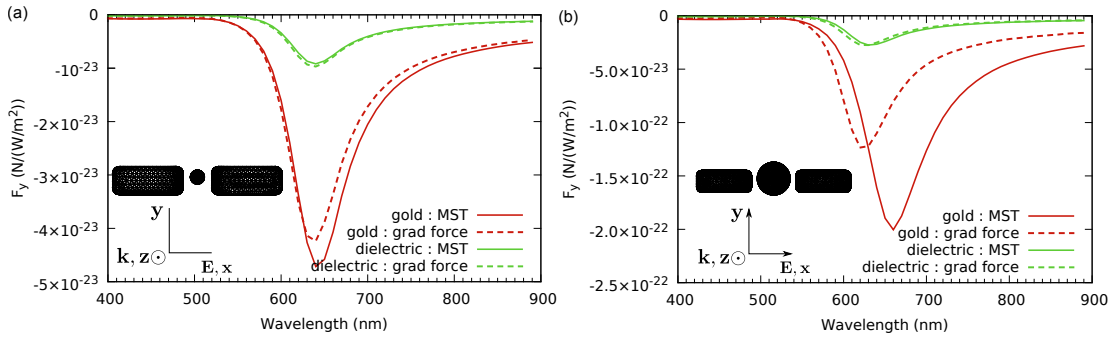 (a)
0
-10⁻²³
-2×10⁻²³
-3×10⁻²³
-4×10⁻²³
-5×10⁻²³
F_y (N/(W/m²))
400 500 600 700 800 900
Wavelength (nm)
y
k, z⊙
E, x
gold : MST
gold : grad force
dielectric : MST
dielectric : grad force
(b)
0
-5.0×10⁻²³
-1.0×10⁻²²
-1.5×10⁻²²
-2.0×10⁻²²
-2.5×10⁻²²
F_y (N/(W/m²))
400 500 600 700 800 900
Wavelength (nm)
y
k, z⊙
E, x
gold : MST
gold : grad force
dielectric : MST
dielectric : grad force